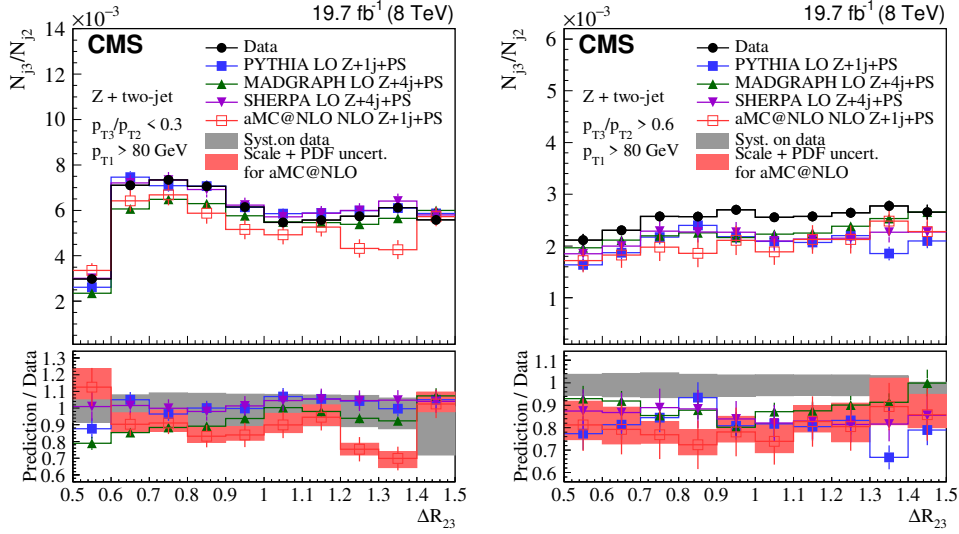 ×10⁻³
19.7 fb⁻¹ (8 TeV)
N_j3/N_j2
14
12
10
8
6
4
2
CMS
Z + two-jet
p_T3/p_T2 < 0.3
p_T1 > 80 GeV
Data
PYTHIA LO Z+1j+PS
MADGRAPH LO Z+4j+PS
SHERPA LO Z+4j+PS
aMC@NLO NLO Z+1j+PS
Syst.on data
Scale + PDF uncert.
for aMC@NLO
Prediction / Data
1.3
1.2
1.1
1
0.9
0.8
0.7
0.6
0.5 0.6 0.7 0.8 0.9 1 1.1 1.2 1.3 1.4 1.5
ΔR_23
×10⁻²
19.7 fb⁻¹ (8 TeV)
N_j3/N_j2
6
4
2
0
CMS
Z + two-jet
p_T3/p_T2 > 0.6
p_T1 > 80 GeV
Data
PYTHIA LO Z+1j+PS
MADGRAPH LO Z+4j+PS
SHERPA LO Z+4j+PS
aMC@NLO NLO Z+1j+PS
Syst.on data
Scale + PDF uncert.
for aMC@NLO
Prediction / Data
1.1
1
0.9
0.8
0.7
0.6
0.5 0.6 0.7 0.8 0.9 1 1.1 1.2 1.3 1.4 1.5
ΔR_23